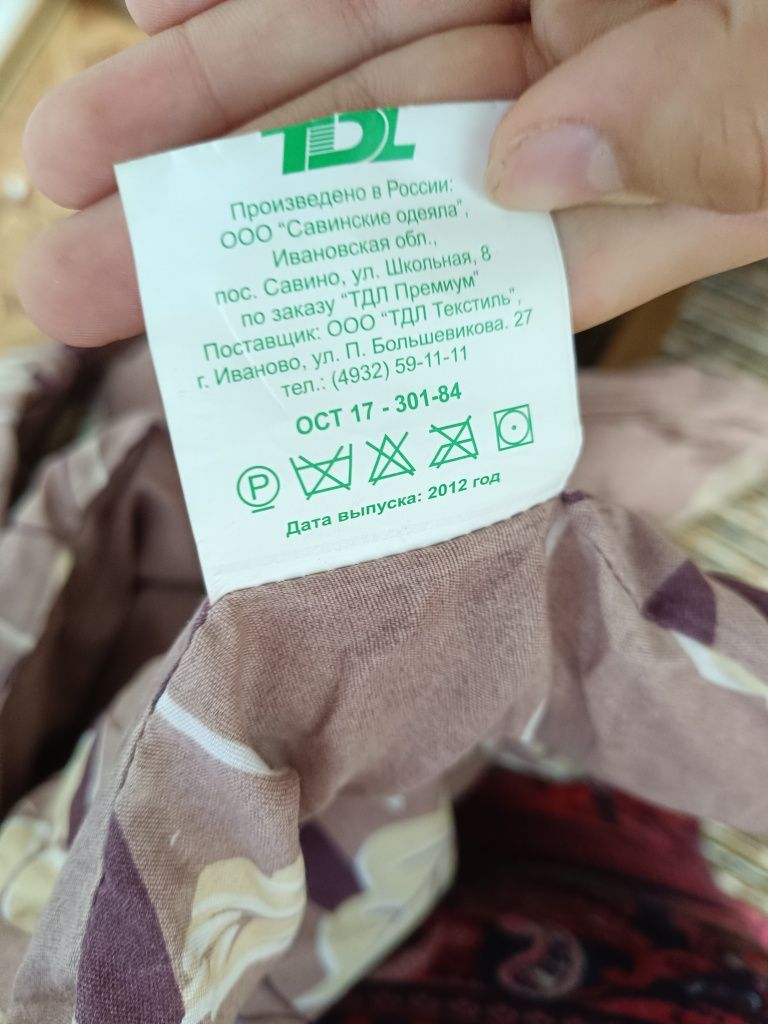 TDL
Произведено в России:
ООО "Савинские одеяла",
Ивановская обл.,
пос. Савино, ул. Школьная, 8
по заказу "ТДЛ Премиум"
Поставщик: ООО "ТДЛ Текстиль",
г. Иваново, ул. П. Большевикова. 27
тел.: (4932) 59-11-11
ОСТ 17 - 301-84
P
Дата выпуска: 2012 год